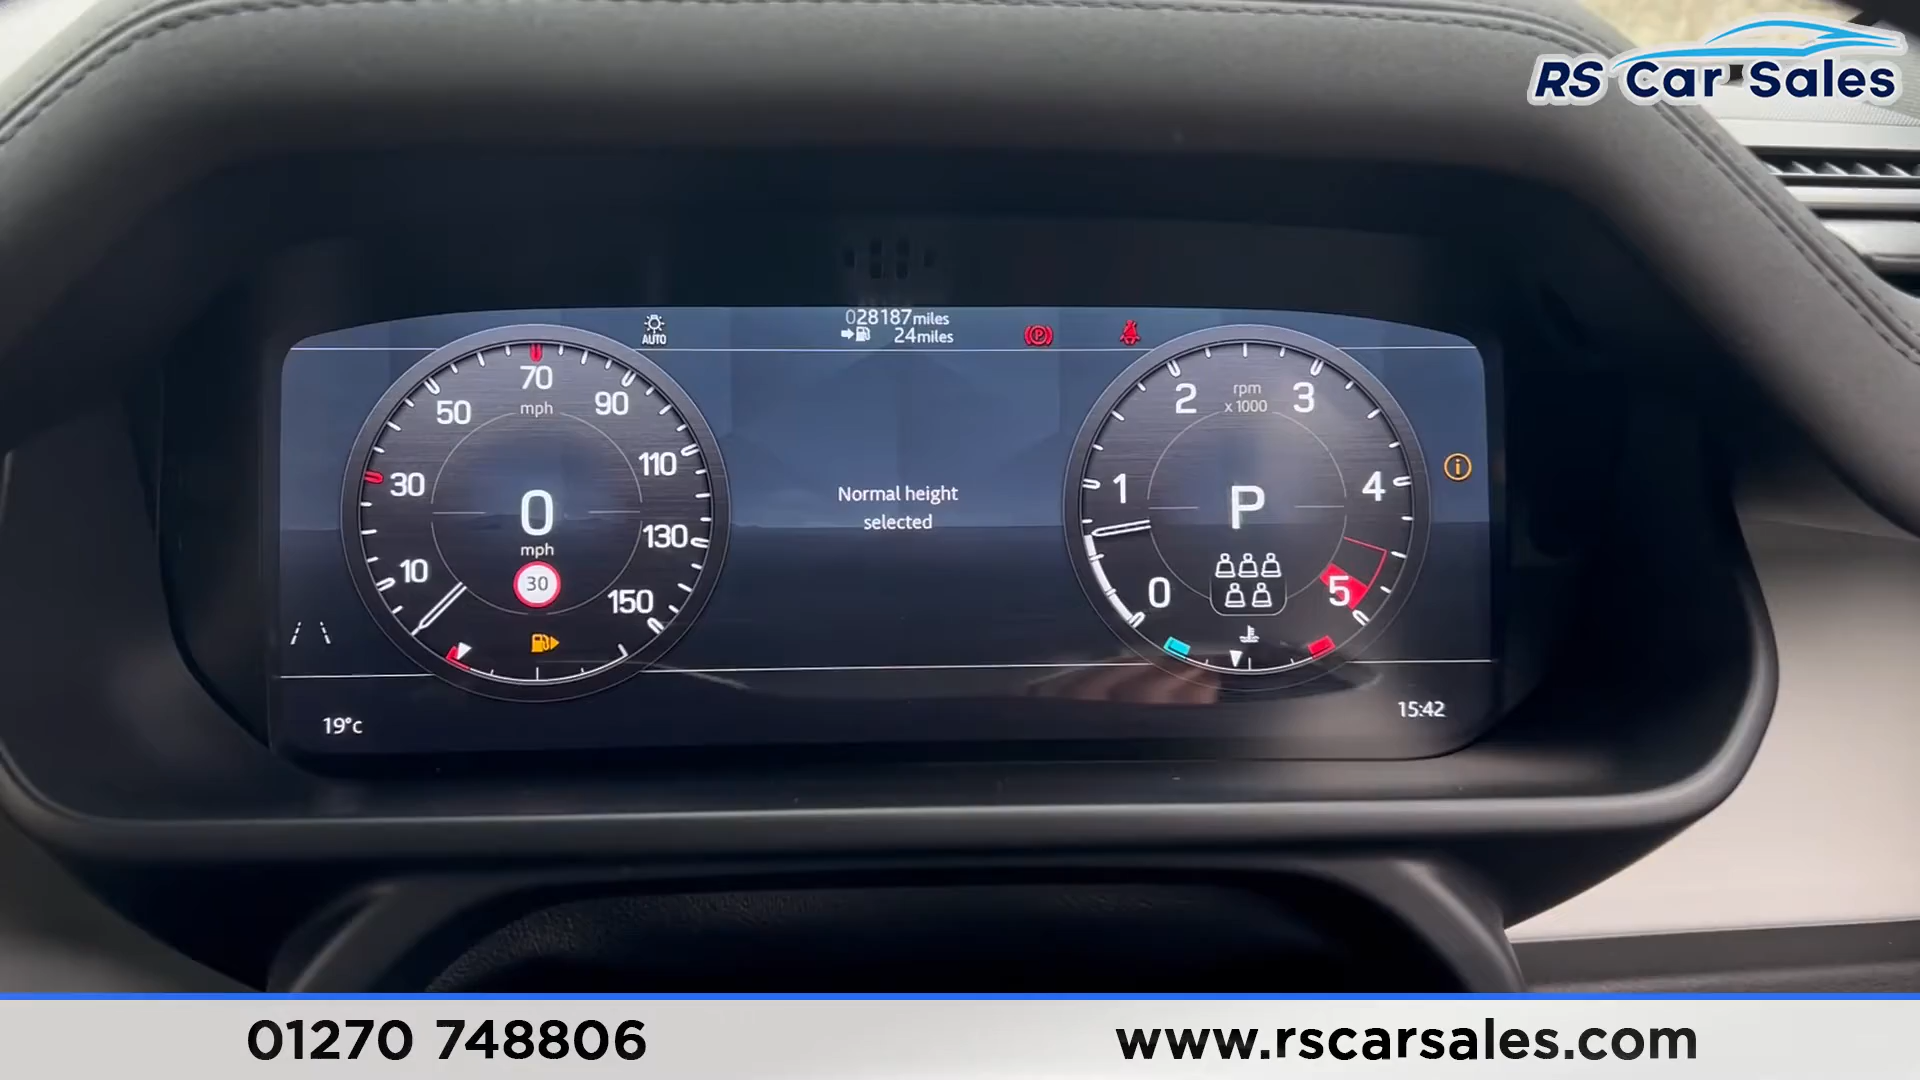 RS Car Sales
AUTO
028187miles
24miles
P
10
30
50
70
90
110
130
150
mph
0
mph
30
Normal height
selected
0
1
2
3
4
5
rpm
x 1000
P
i
19°c
15:42
01270 748806
www.rscarsales.com